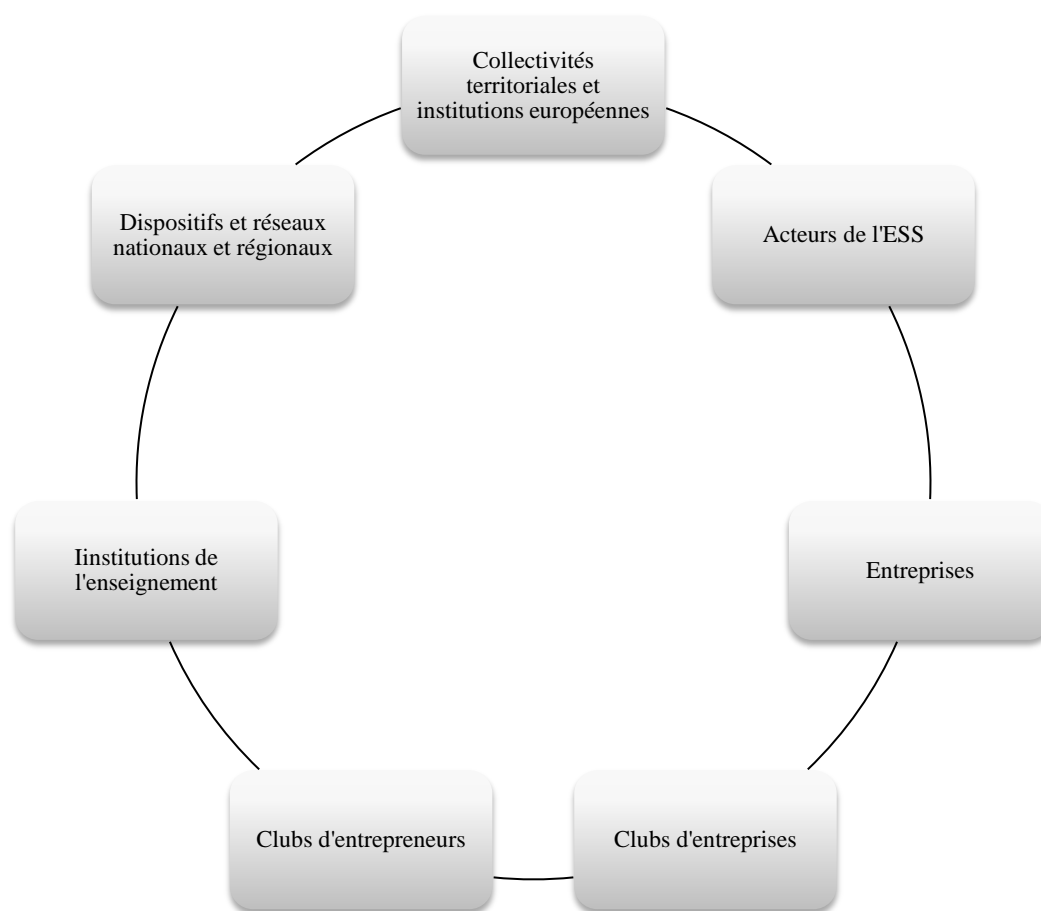 Collectivités
territoriales et
institutions européennes
Acteurs de l'ESS
Entreprises
Clubs d'entreprises
Clubs d'entrepreneurs
Iinstitutions de
l'enseignement
Dispositifs et réseaux
nationaux et régionaux